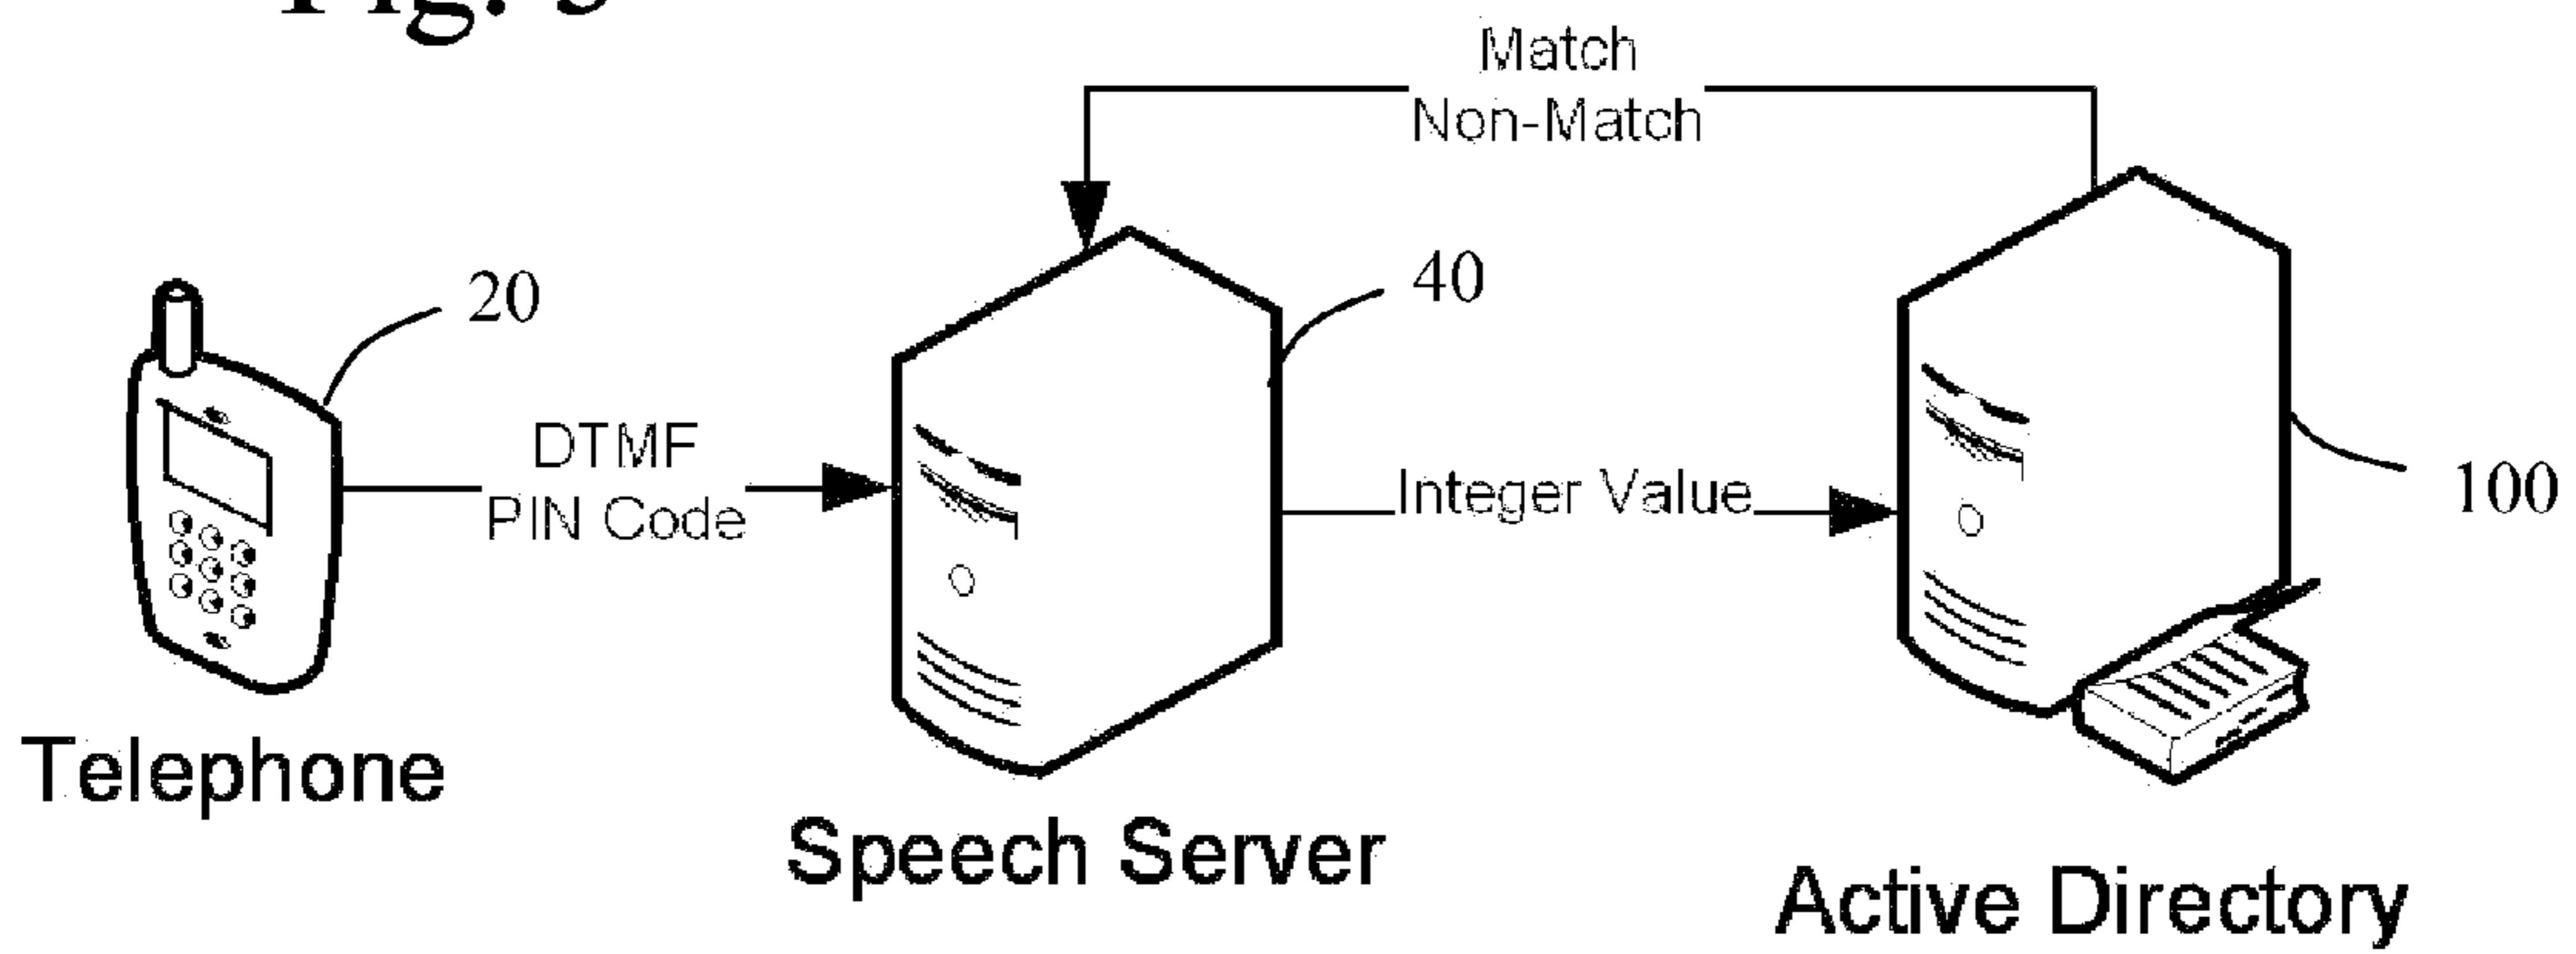 Match
Non-Match
20
40
DTMF
PIN Code
Integer Value
100
Telephone
Speech Server
Active Directory